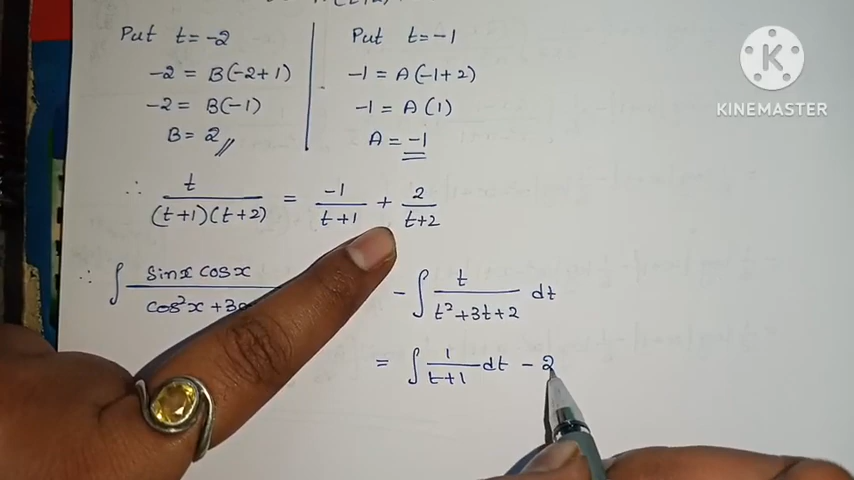 Put t = -2
-2 = B(-2+1)
-2 = B(-1)
B = 2
Put t = -1
-1 = A(-1+2)
-1 = A(1)
A = -1
∴ t/((t+1)(t+2)) = -1/(t+1) + 2/(t+2)
∴ ∫ sinx cosx / cos²x + 3 - ∫ t/(t²+3t+2) dt
= ∫ 1/(t+1) dt - 2
K
KINEMASTER